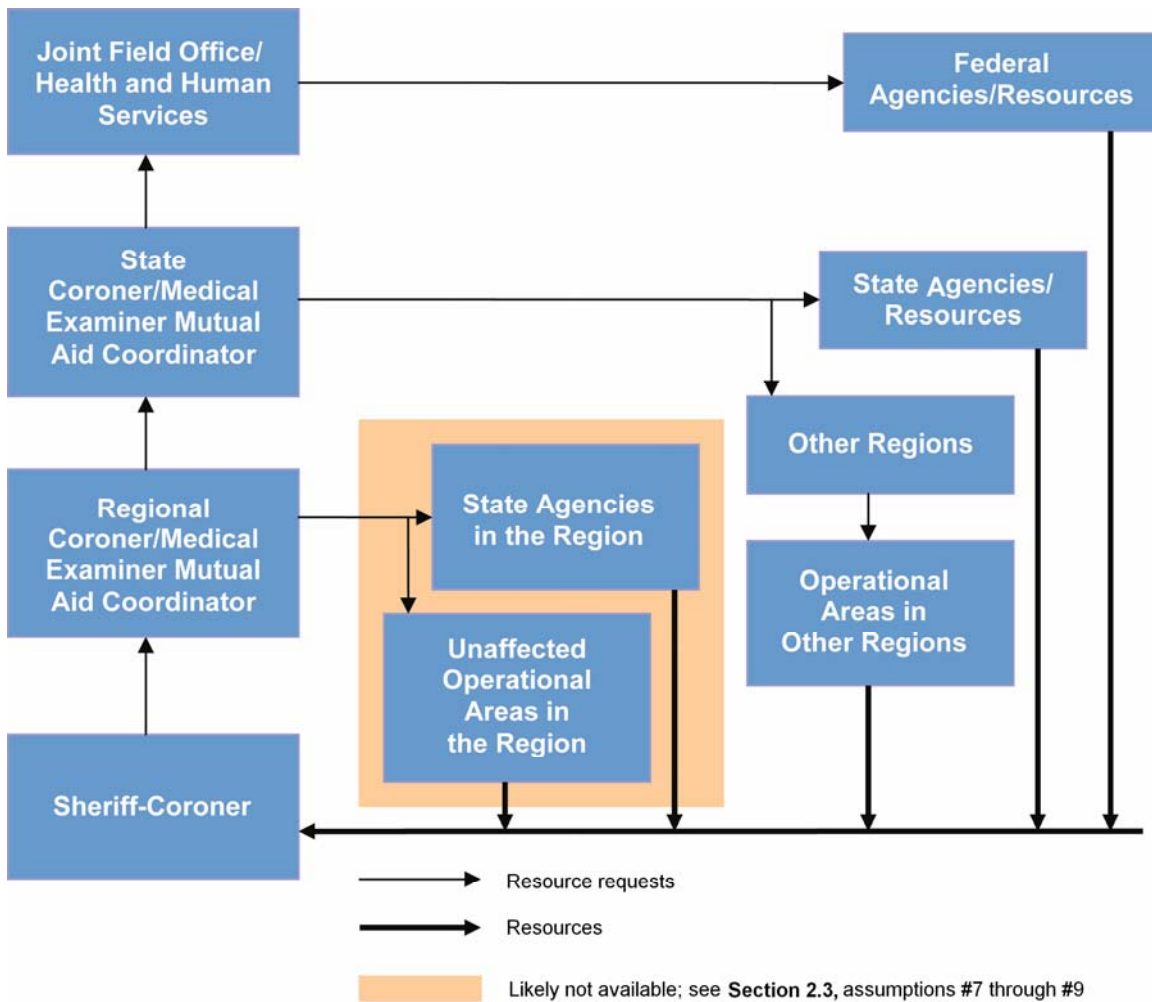 Joint Field Office/
Health and Human
Services
Federal
Agencies/Resources
State
Coroner/Medical
Examiner Mutual
Aid Coordinator
State Agencies/
Resources
Other Regions
Regional
Coroner/Medical
Examiner Mutual
Aid Coordinator
State Agencies
in the Region
Operational
Areas in
Other Regions
Unaffected
Operational
Areas in
the Region
Sheriff-Coroner
Resource requests
Resources
Likely not available; see Section 2.3, assumptions #7 through #9